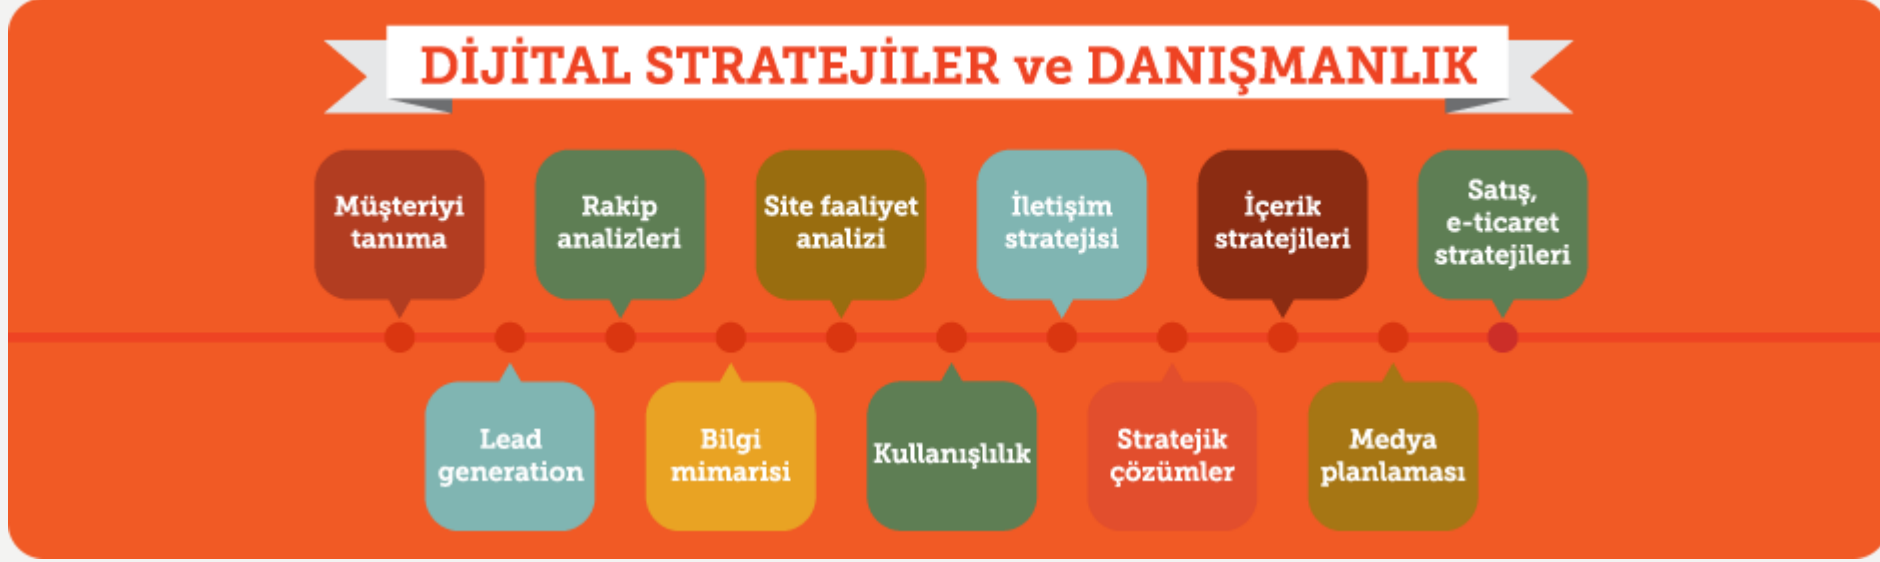 DİJİTAL STRATEJİLER ve DANIŞMANLIK
Müşteriyi
tanıma
Rakip
analizleri
Site faaliyet
analizi
İletişim
stratejisi
İçerik
stratejileri
Satış,
e-ticaret
stratejileri
Lead
generation
Bilgi
mimarisi
Kullanışlılık
Stratejik
çözümler
Medya
planlaması